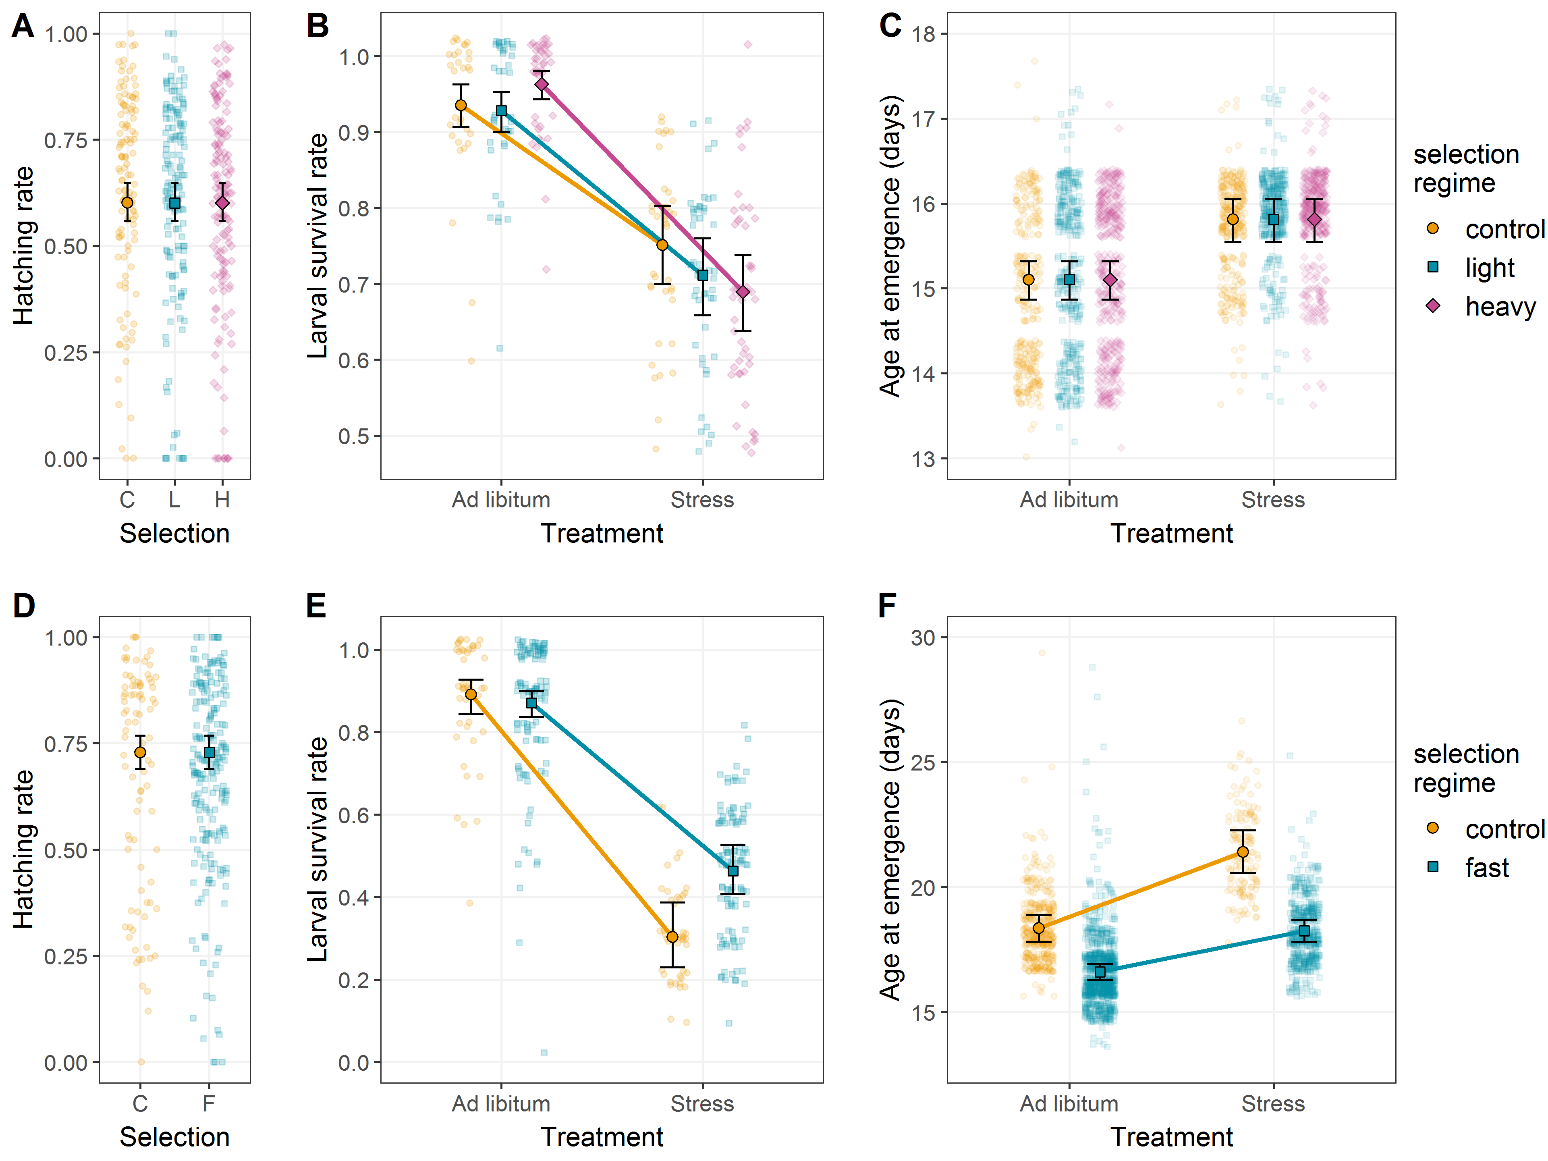 A
Hatching rate
1.00
0.75
0.50
0.25
0.00
C
L
H
Selection
B
Larval survival rate
1.0
0.9
0.8
0.7
0.6
0.5
Ad libitum
Stress
Treatment
C
Age at emergence (days)
18
17
16
15
14
13
Ad libitum
Stress
Treatment
selection
regime
control
light
heavy
D
Hatching rate
1.00
0.75
0.50
0.25
0.00
C
F
Selection
E
Larval survival rate
1.0
0.8
0.6
0.4
0.2
0.0
Ad libitum
Stress
Treatment
F
Age at emergence (days)
30
25
20
15
Ad libitum
Stress
Treatment
selection
regime
control
fast